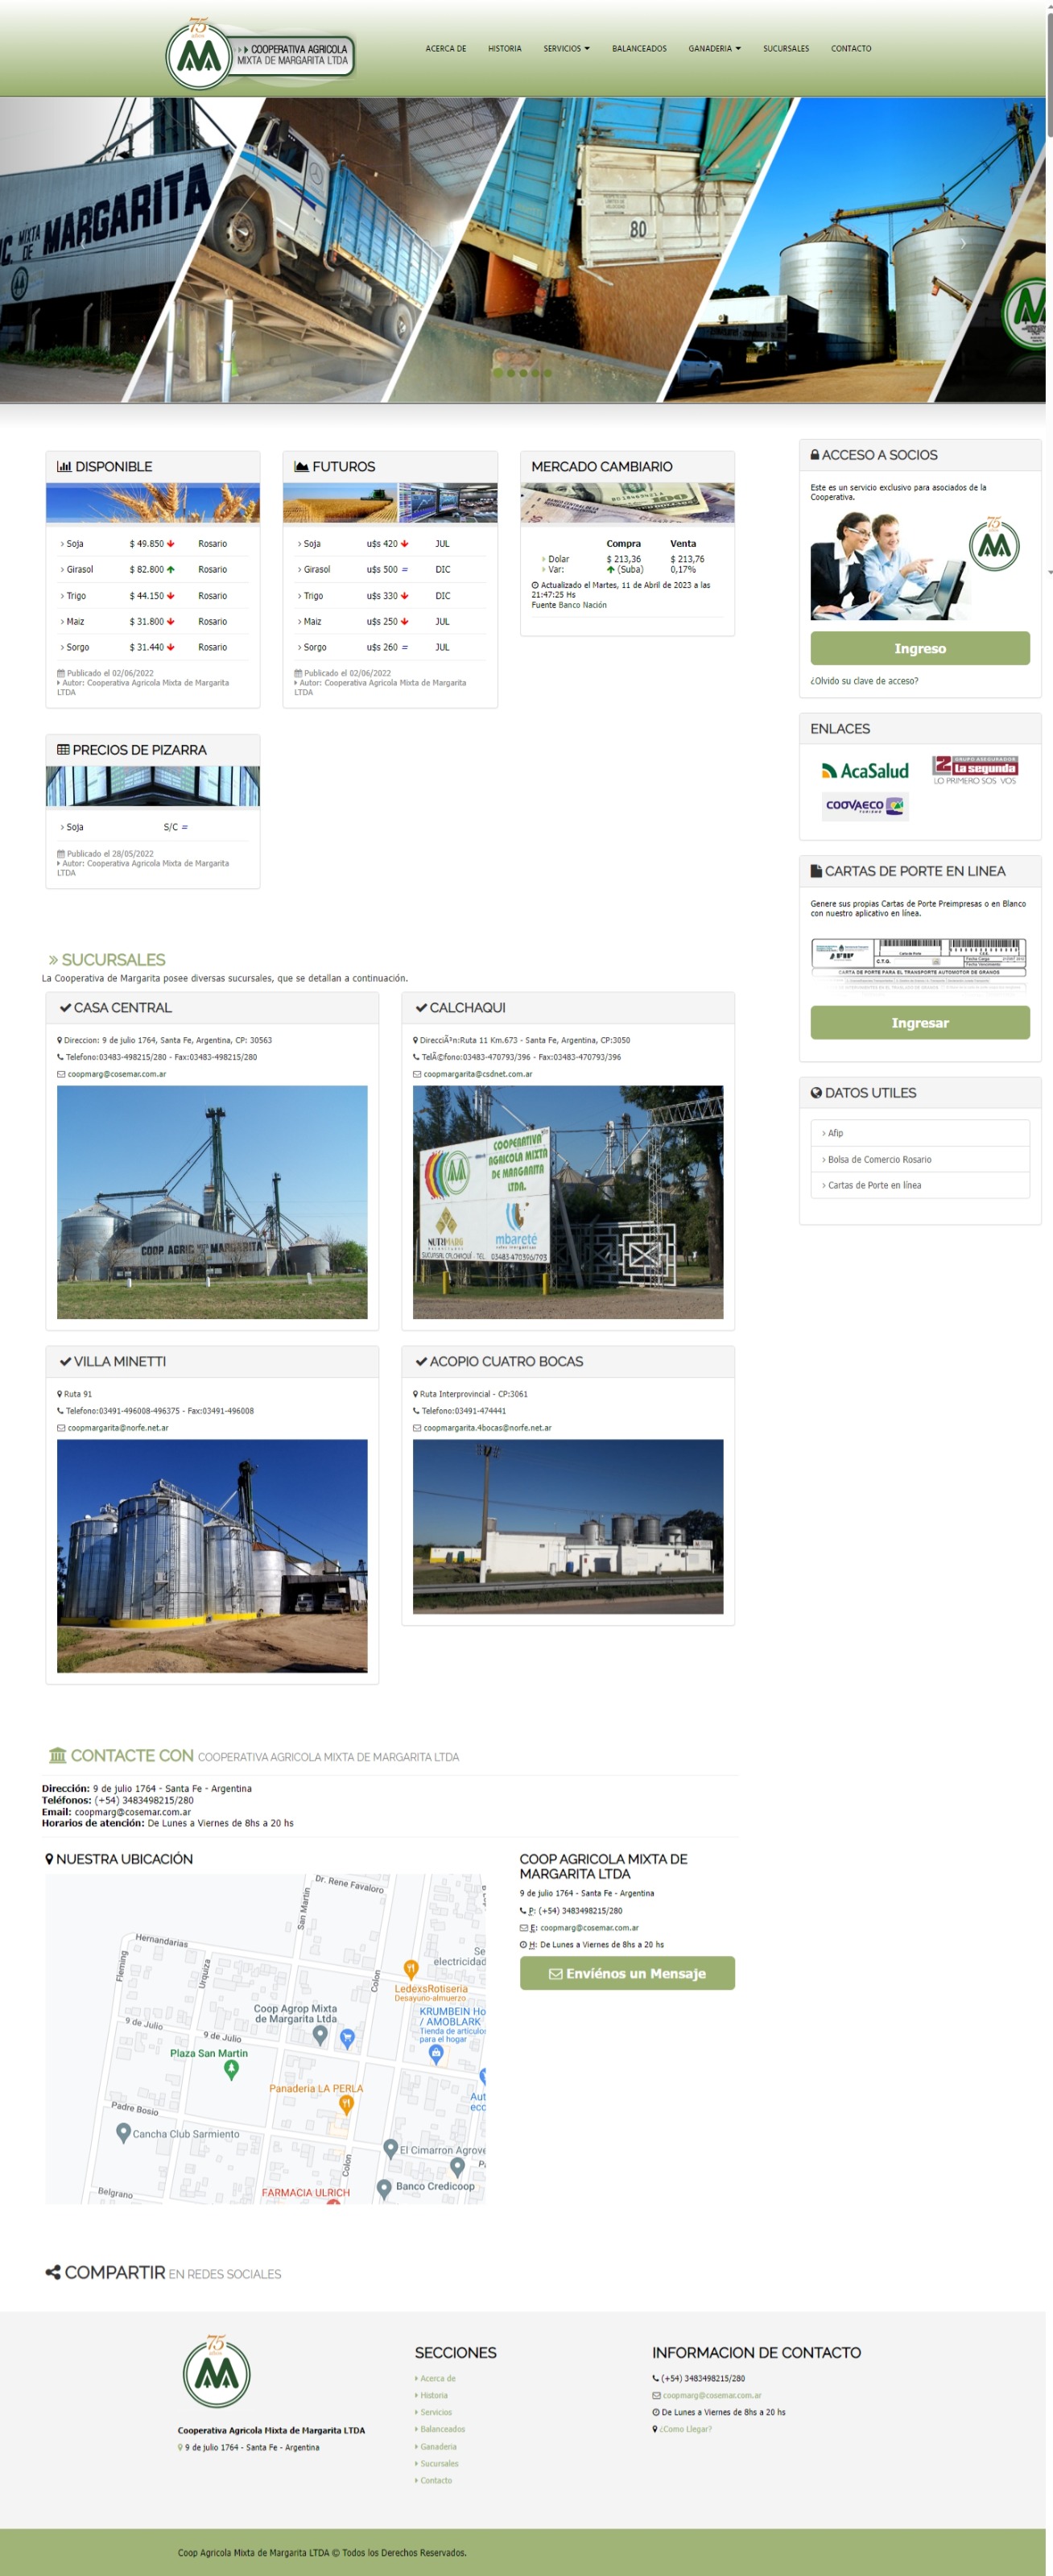 75
años
COOPERATIVA AGRICOLA
MIXTA DE MARGARITA LTDA
ACERCA DE
HISTORIA
SERVICIOS
BALANCEADOS
GANADERIA
SUCURSALES
CONTACTO
MIXTA
DE MARGARITA
80
DISPONIBLE
> Soja $ 49.850 Rosario
> Girasol $ 82.800 Rosario
> Trigo $ 44.150 Rosario
> Maiz $ 31.800 Rosario
> Sorgo $ 31.440 Rosario
Publicado el 02/06/2022
Autor: Cooperativa Agricola Mixta de Margarita
LTDA
FUTUROS
> Soja u$s 420 JUL
> Girasol u$s 500 = DIC
> Trigo u$s 330 DIC
> Maiz u$s 250 JUL
> Sorgo u$s 260 = JUL
Publicado el 02/06/2022
Autor: Cooperativa Agricola Mixta de Margarita
LTDA
MERCADO CAMBIARIO
Compra Venta
Dolar $ 213,36 $ 213,76
Var: (Suba) 0,17%
Actualizado el Martes, 11 de Abril de 2023 a las
21:47:25 Hs
Fuente Banco Nación
PRECIOS DE PIZARRA
> Soja S/C =
Publicado el 28/05/2022
Autor: Cooperativa Agricola Mixta de Margarita
LTDA
ACCESO A SOCIOS
Este es un servicio exclusivo para asociados de la
Cooperativa.
75
Ingreso
¿Olvido su clave de acceso?
ENLACES
AcaSalud
GRUPO ASEGURADOR
La segunda
LO PRIMERO SOS VOS
COOVAECO
TURISMO
CARTAS DE PORTE EN LINEA
Genere sus propias Cartas de Porte Preimpresas o en Blanco
con nuestro aplicativo en línea.
AFIP
C.T.G.
CARTA DE PORTE PARA EL TRANSPORTE AUTOMOTOR DE GRANOS
Ingresar
DATOS UTILES
> Afip
> Bolsa de Comercio Rosario
> Cartas de Porte en línea
» SUCURSALES
La Cooperativa de Margarita posee diversas sucursales, que se detallan a continuación.
CASA CENTRAL
Direccion: 9 de julio 1764, Santa Fe, Argentina, CP: 30563
Telefono:03483-498215/280 - Fax:03483-498215/280
coopmarg@cosemar.com.ar
COOP AGRIC MIXTA MARGARITA
CALCHAQUI
DirecciÃ³n:Ruta 11 Km.673 - Santa Fe, Argentina, CP:3050
TelÃ©fono:03483-470793/396 - Fax:03483-470793/396
coopmargarita@csdnet.com.ar
COOPERATIVA
AGRICOLA MIXTA
DE MARGARITA
LTDA.
NUTRIMARG
mbareté
SUCURSAL CALCHAQUI - TEL. 03483-470396/793
VILLA MINETTI
Ruta 91
Telefono:03491-496008-496375 - Fax:03491-496008
coopmargarita@norfe.net.ar
ACOPIO CUATRO BOCAS
Ruta Interprovincial - CP:3061
Telefono:03491-474441
coopmargarita.4bocas@norfe.net.ar
CONTACTE CON COOPERATIVA AGRICOLA MIXTA DE MARGARITA LTDA
Dirección: 9 de julio 1764 - Santa Fe - Argentina
Teléfonos: (+54) 3483498215/280
Email: coopmarg@cosemar.com.ar
Horarios de atención: De Lunes a Viernes de 8hs a 20 hs
NUESTRA UBICACIÓN
Dr. Rene Favaloro
San Martin
Hernandarias
Fleming
Urquiza
Colon
Se
electricidad
LedexsRotiseria
Desayuno-almuerzo
Coop Agrop Mixta
de Margarita Ltda
KRUMBEIN Ho
/ AMOBLARK
Tienda de artículos
para el hogar
9 de Julio
9 de Julio
Plaza San Martin
Panaderia LA PERLA
Aut
ecc
Padre Bosio
Cancha Club Sarmiento
El Cimarron Agrove
Colon
Banco Credicoop
Belgrano
FARMACIA ULRICH
COOP AGRICOLA MIXTA DE
MARGARITA LTDA
9 de julio 1764 - Santa Fe - Argentina
P: (+54) 3483498215/280
E: coopmarg@cosemar.com.ar
H: De Lunes a Viernes de 8hs a 20 hs
Envíenos un Mensaje
COMPARTIR EN REDES SOCIALES
75
Cooperativa Agricola Mixta de Margarita LTDA
9 de julio 1764 - Santa Fe - Argentina
SECCIONES
Acerca de
Historia
Servicios
Balanceados
Ganaderia
Sucursales
Contacto
INFORMACION DE CONTACTO
(+54) 3483498215/280
coopmarg@cosemar.com.ar
De Lunes a Viernes de 8hs a 20 hs
¿Como Llegar?
Coop Agricola Mixta de Margarita LTDA © Todos los Derechos Reservados.